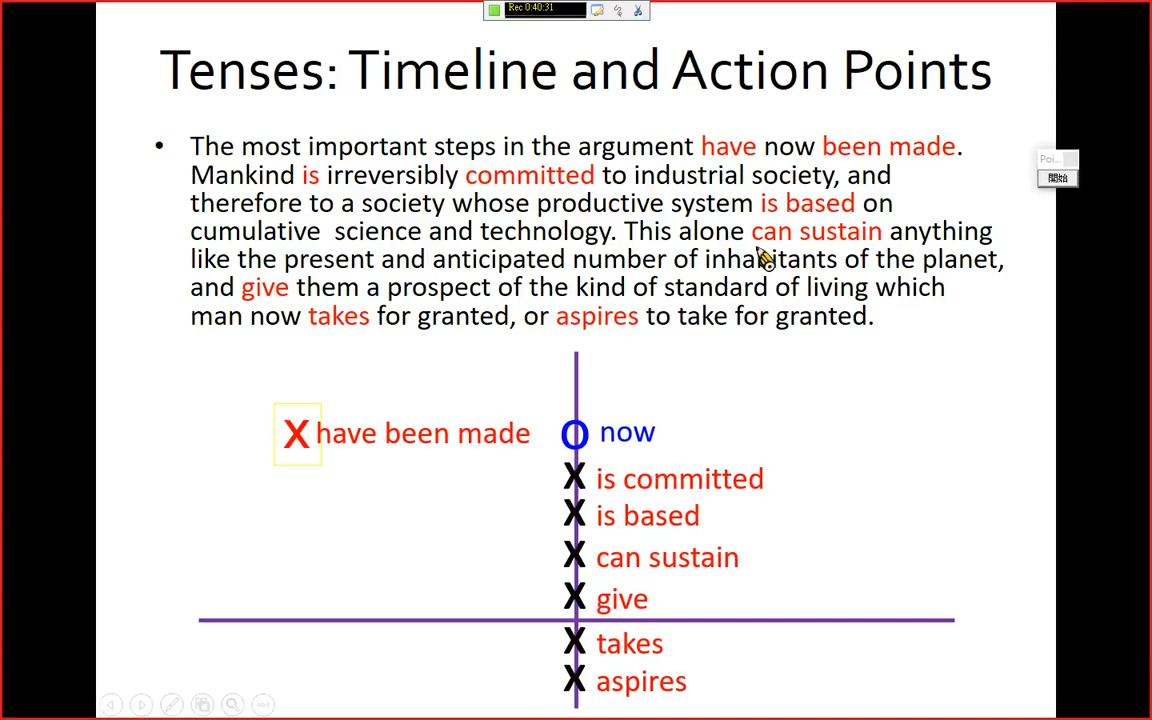 Rec 0:40:31
Tenses: Timeline and Action Points
• The most important steps in the argument have now been made.
Mankind is irreversibly committed to industrial society, and
therefore to a society whose productive system is based on
cumulative science and technology. This alone can sustain anything
like the present and anticipated number of inhabitants of the planet,
and give them a prospect of the kind of standard of living which
man now takes for granted, or aspires to take for granted.
Poi...
開始
X have been made O now
X is committed
X is based
X can sustain
X give
X takes
X aspires